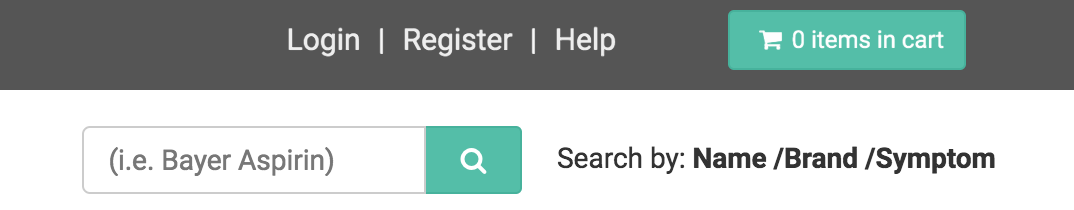 Login | Register | Help 0 items in cart
(i.e. Bayer Aspirin) Search by: Name /Brand /Symptom